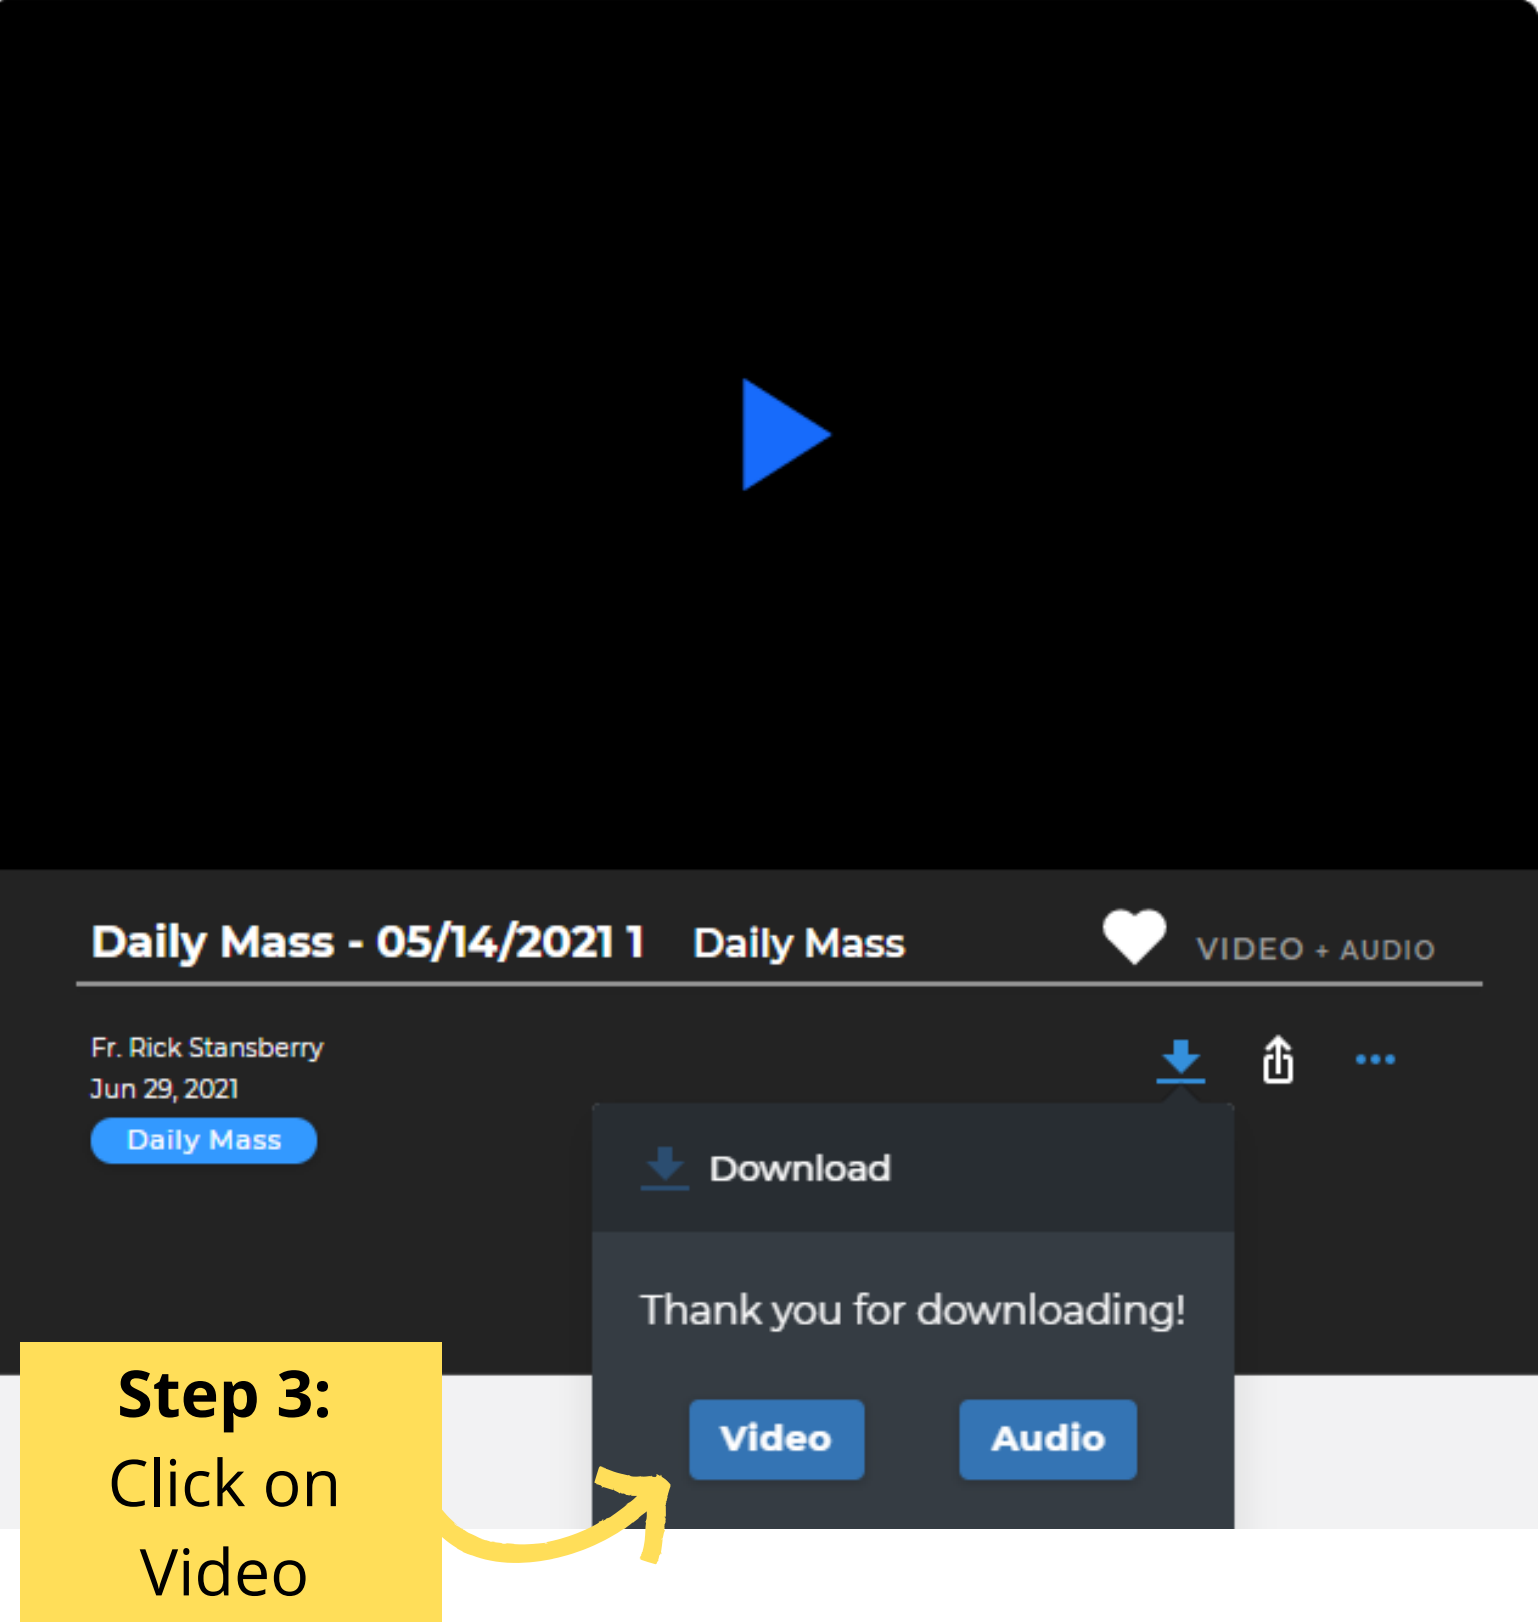 Daily Mass - 05/14/2021 1 Daily Mass VIDEO + AUDIO
Fr. Rick Stansberry
Jun 29, 2021
Daily Mass
Download
Thank you for downloading!
Video Audio
Step 3:
Click on
Video